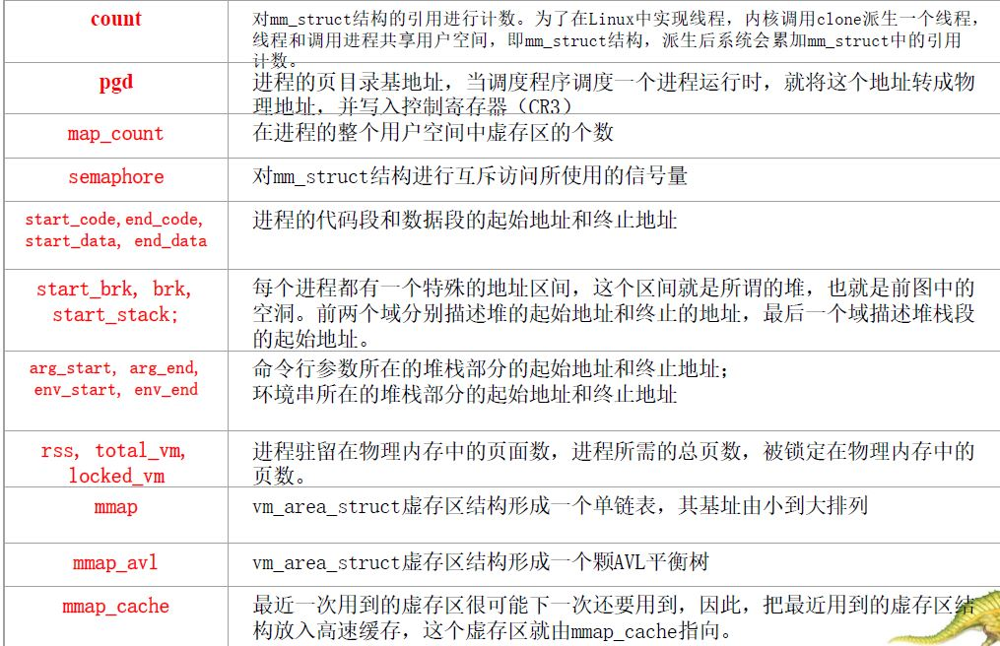 count
对mm_struct结构的引用进行计数。为了在Linux中实现线程，内核调用clone派生一个线程，
线程和调用进程共享用户空间，即mm_struct结构，派生后系统会累加mm_struct中的引用
计数。
pgd
进程的页目录基地址，当调度程序调度一个进程运行时，就将这个地址转成物
理地址，并写入控制寄存器（CR3）
map_count
在进程的整个用户空间中虚存区的个数
semaphore
对mm_struct结构进行互斥访问所使用的信号量
start_code,end_code,
start_data, end_data
进程的代码段和数据段的起始地址和终止地址
start_brk, brk,
start_stack;
每个进程都有一个特殊的地址区间，这个区间就是所谓的堆，也就是前图中的
空洞。前两个域分别描述堆的起始地址和终止的地址，最后一个域描述堆栈段
的起始地址。
arg_start, arg_end,
env_start, env_end
命令行参数所在的堆栈部分的起始地址和终止地址；
环境串所在的堆栈部分的起始地址和终止地址
rss, total_vm,
locked_vm
进程驻留在物理内存中的页面数，进程所需的总页数，被锁定在物理内存中的
页数。
mmap
vm_area_struct虚存区结构形成一个单链表，其基址由小到大排列
mmap_avl
vm_area_struct虚存区结构形成一个颗AVL平衡树
mmap_cache
最近一次用到的虚存区很可能下一次还要用到，因此，把最近用到的虚存区结
构放入高速缓存，这个虚存区就由mmap_cache指向。